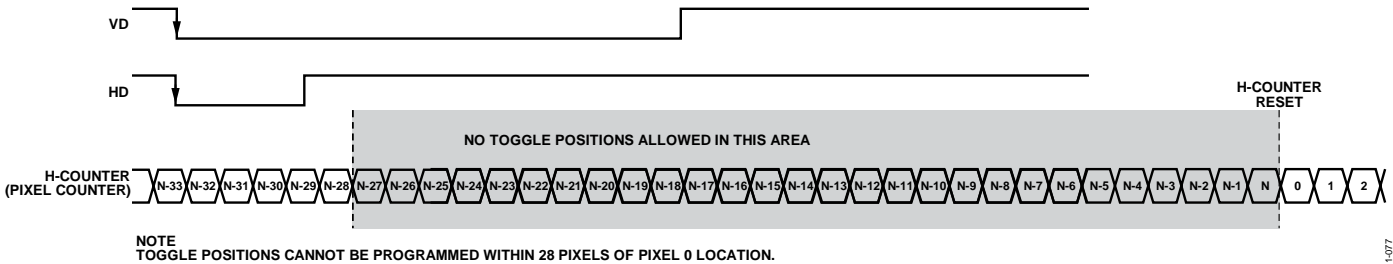 VD
HD
H-COUNTER
RESET
NO TOGGLE POSITIONS ALLOWED IN THIS AREA
H-COUNTER
(PIXEL COUNTER)
N-33 N-32 N-31 N-30 N-29 N-28 N-27 N-26 N-25 N-24 N-23 N-22 N-21 N-20 N-19 N-18 N-17 N-16 N-15 N-14 N-13 N-12 N-11 N-10 N-9 N-8 N-7 N-6 N-5 N-4 N-3 N-2 N-1 N 0 1 2
NOTE
TOGGLE POSITIONS CANNOT BE PROGRAMMED WITHIN 28 PIXELS OF PIXEL 0 LOCATION.
1-077